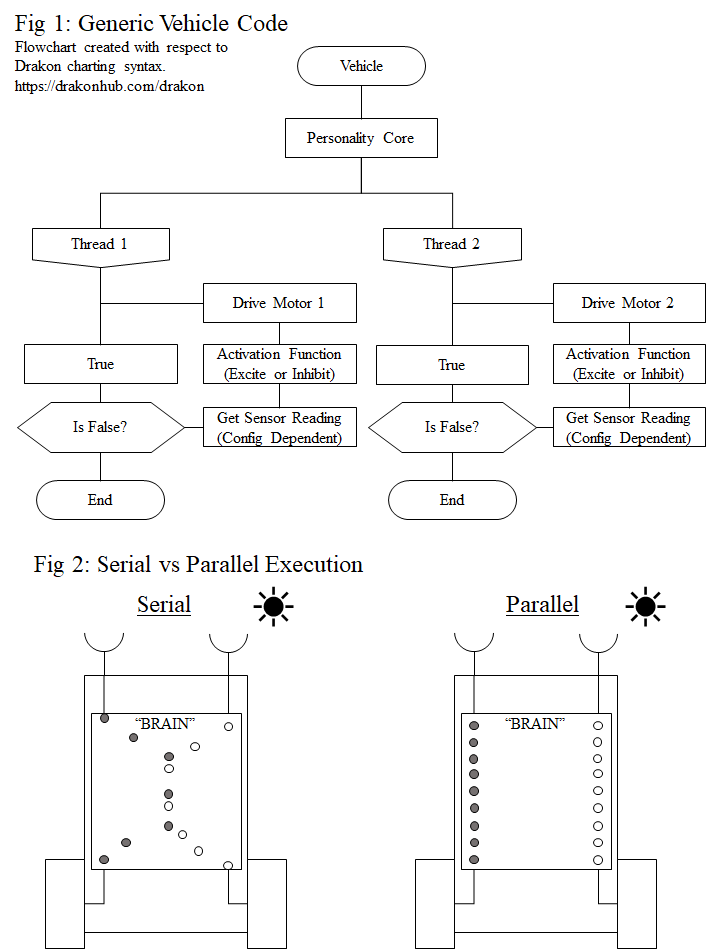 Fig 1: Generic Vehicle Code
Flowchart created with respect to
Drakon charting syntax.
https://drakonhub.com/drakon
Vehicle
Personality Core
Thread 1
Thread 2
Drive Motor 1
Drive Motor 2
True
Activation Function
(Excite or Inhibit)
True
Activation Function
(Excite or Inhibit)
Is False?
Get Sensor Reading
(Config Dependent)
Is False?
Get Sensor Reading
(Config Dependent)
End
End
Fig 2: Serial vs Parallel Execution
Serial
Parallel
“BRAIN”
“BRAIN”